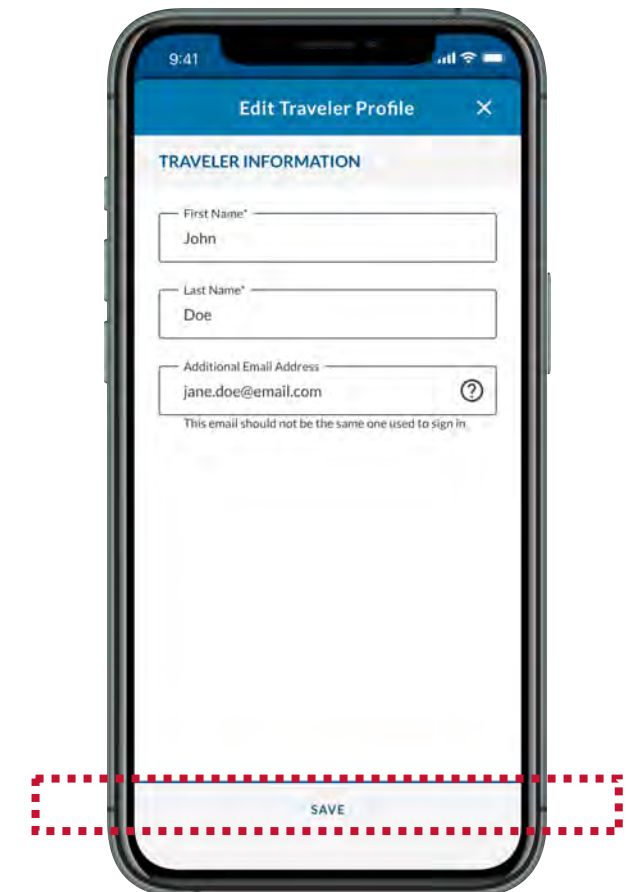 9:41
Edit Traveler Profile
TRAVELER INFORMATION
First Name*
John
Last Name*
Doe
Additional Email Address
jane.doe@email.com
?
This email should not be the same one used to sign in
SAVE